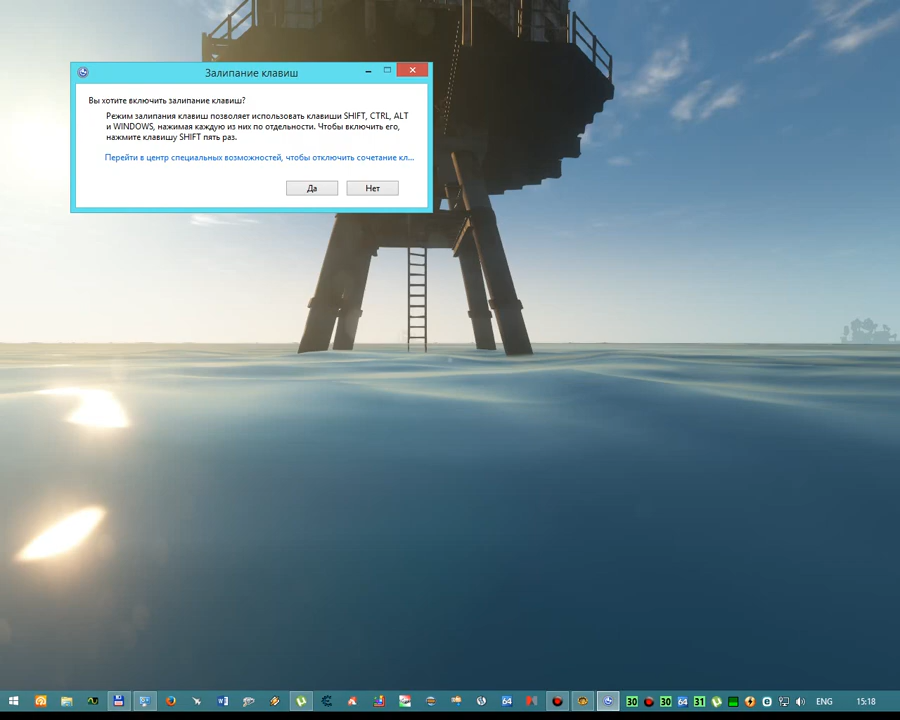 Залипание клавиш
Вы хотите включить залипание клавиш?
Режим залипания клавиш позволяет использовать клавиши SHIFT, CTRL, ALT
и WINDOWS, нажимая каждую из них по отдельности. Чтобы включить его,
нажмите клавишу SHIFT пять раз.
Перейти в центр специальных возможностей, чтобы отключить сочетание кл...
Да Нет
64 30 30 64 31 ENG 15:18